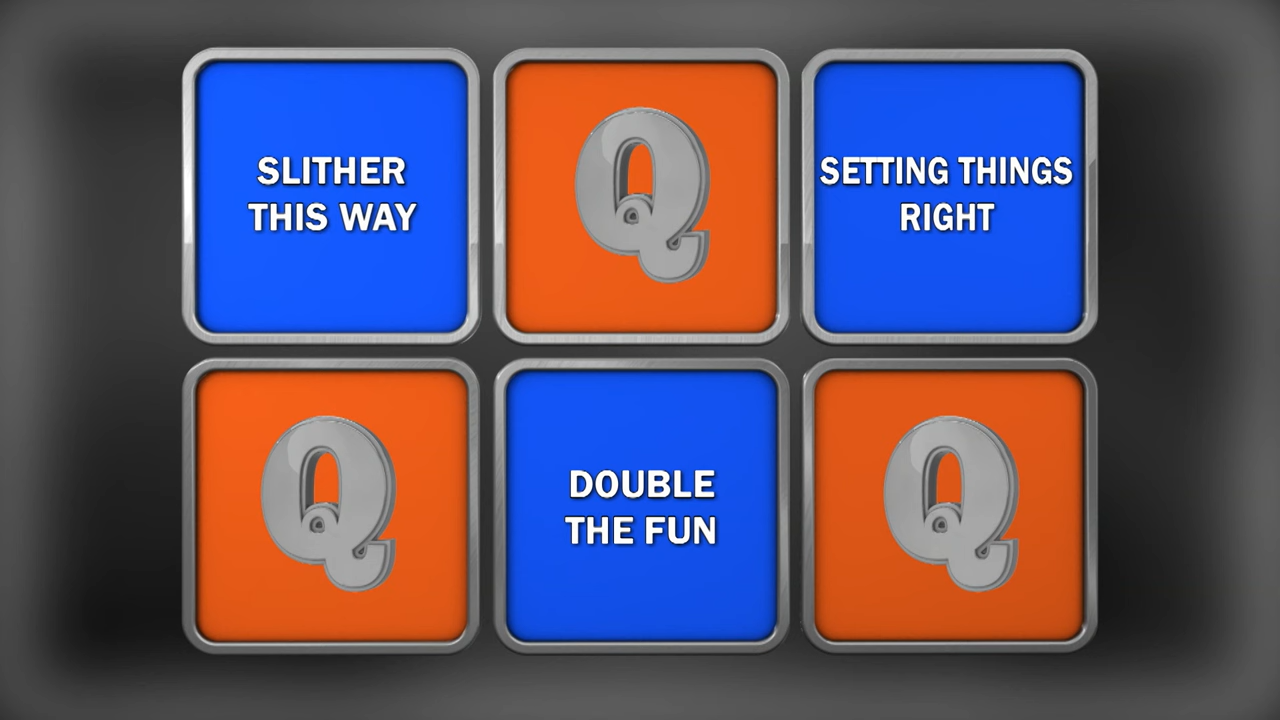 SLITHER
THIS WAY
Q
SETTING THINGS
RIGHT
Q
DOUBLE
THE FUN
Q